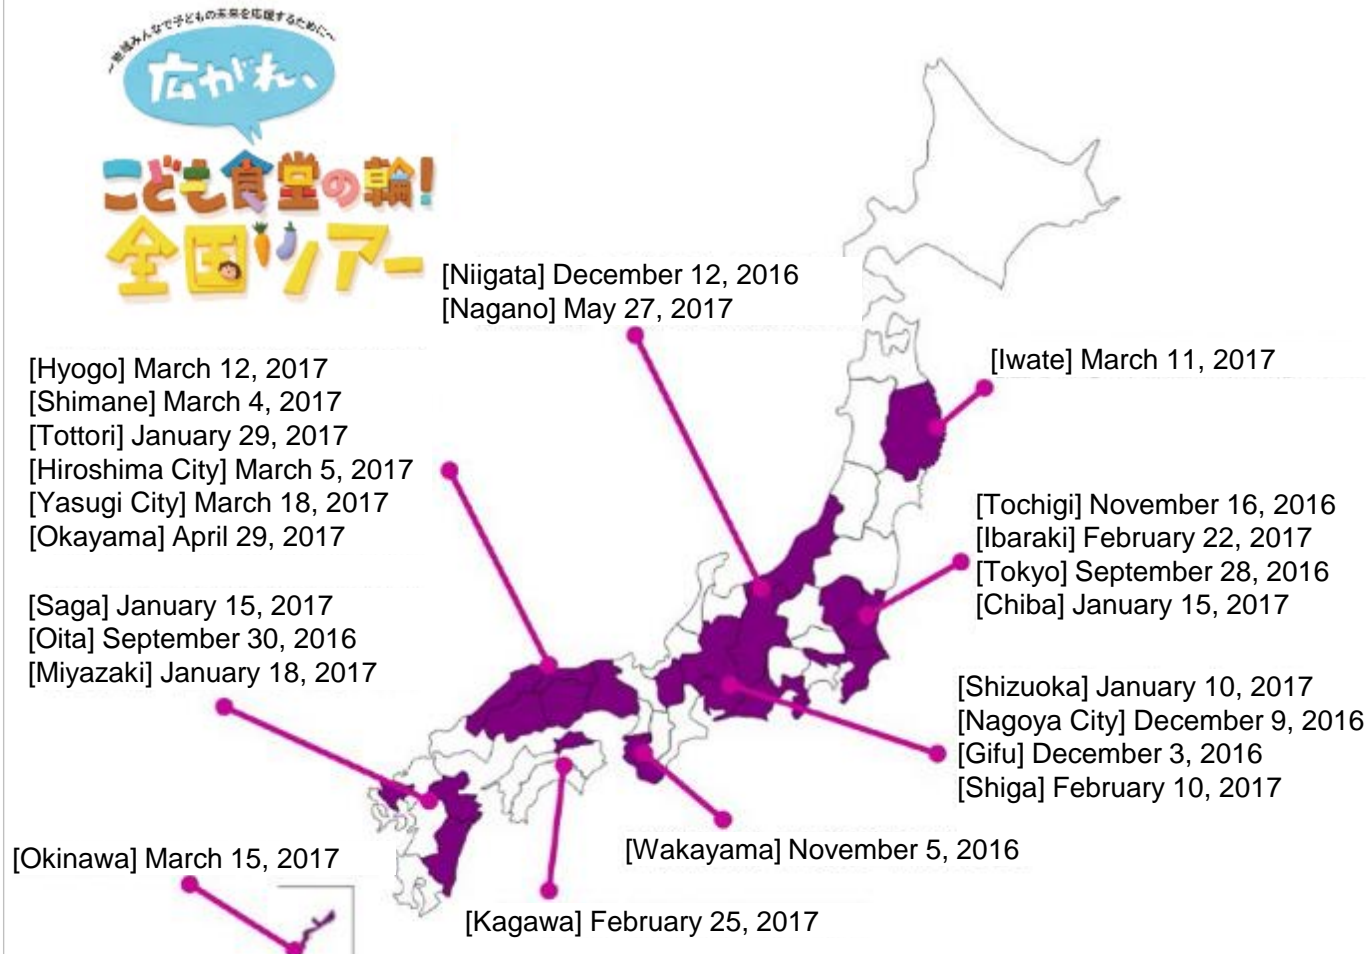 ～地域みんなで子どもの未来を応援するために～
広がれ、
こども食堂の輪!
全国ツアー
[Niigata] December 12, 2016
[Nagano] May 27, 2017
[Iwate] March 11, 2017
[Hyogo] March 12, 2017
[Shimane] March 4, 2017
[Tottori] January 29, 2017
[Hiroshima City] March 5, 2017
[Yasugi City] March 18, 2017
[Okayama] April 29, 2017
[Tochigi] November 16, 2016
[Ibaraki] February 22, 2017
[Tokyo] September 28, 2016
[Chiba] January 15, 2017
[Saga] January 15, 2017
[Oita] September 30, 2016
[Miyazaki] January 18, 2017
[Shizuoka] January 10, 2017
[Nagoya City] December 9, 2016
[Gifu] December 3, 2016
[Shiga] February 10, 2017
[Okinawa] March 15, 2017
[Wakayama] November 5, 2016
[Kagawa] February 25, 2017